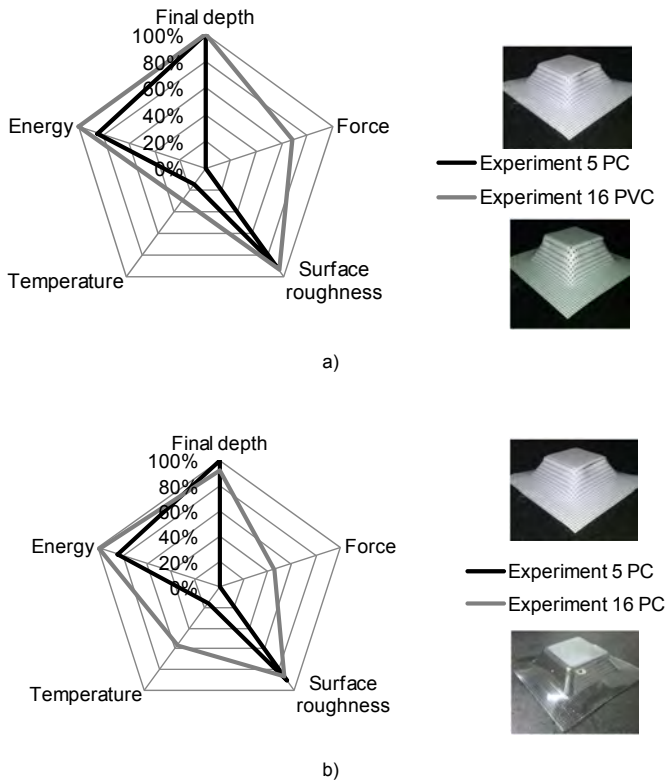 Final depth
100%
80%
60%
40%
20%
0%
Energy
Force
Temperature
Surface
roughness
Experiment 5 PC
Experiment 16 PVC
a)
Final depth
100%
80%
60%
40%
20%
0%
Energy
Force
Temperature
Surface
roughness
Experiment 5 PC
Experiment 16 PC
b)